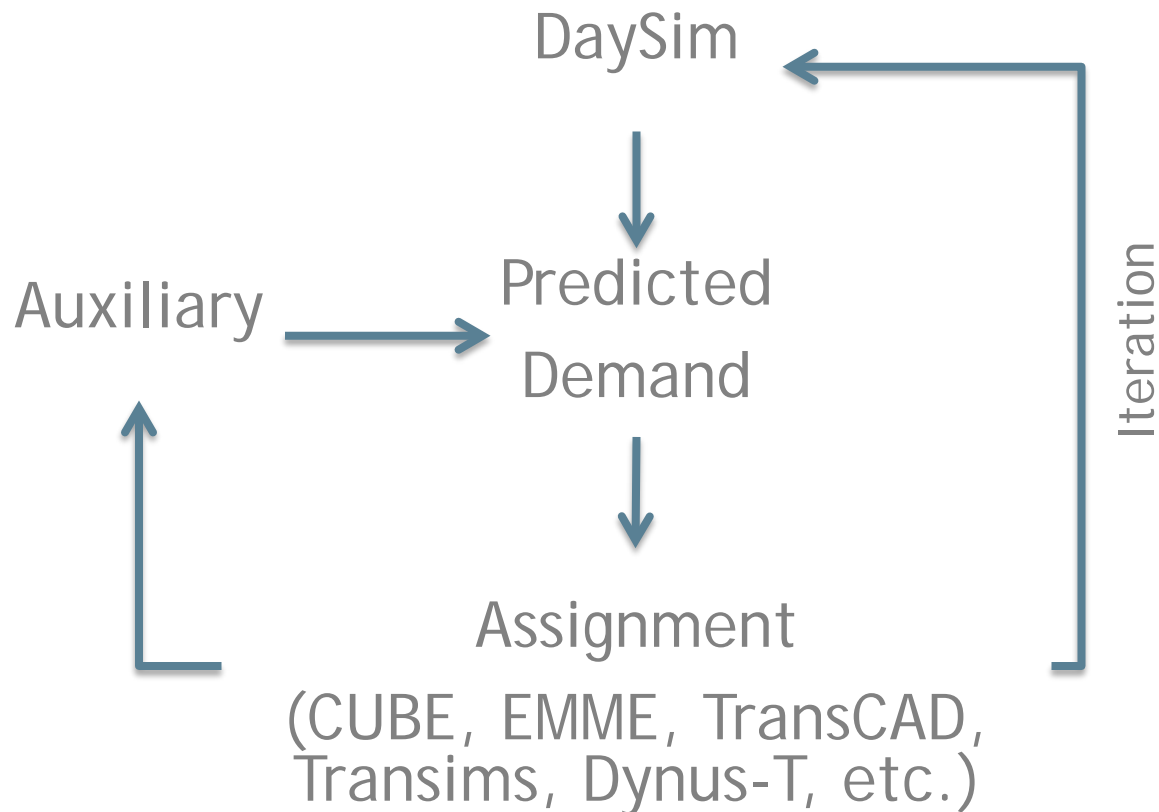 DaySim
Predicted
Demand
Auxiliary
Iteration
Assignment
(CUBE, EMME, TransCAD,
Transims, Dynus-T, etc.)